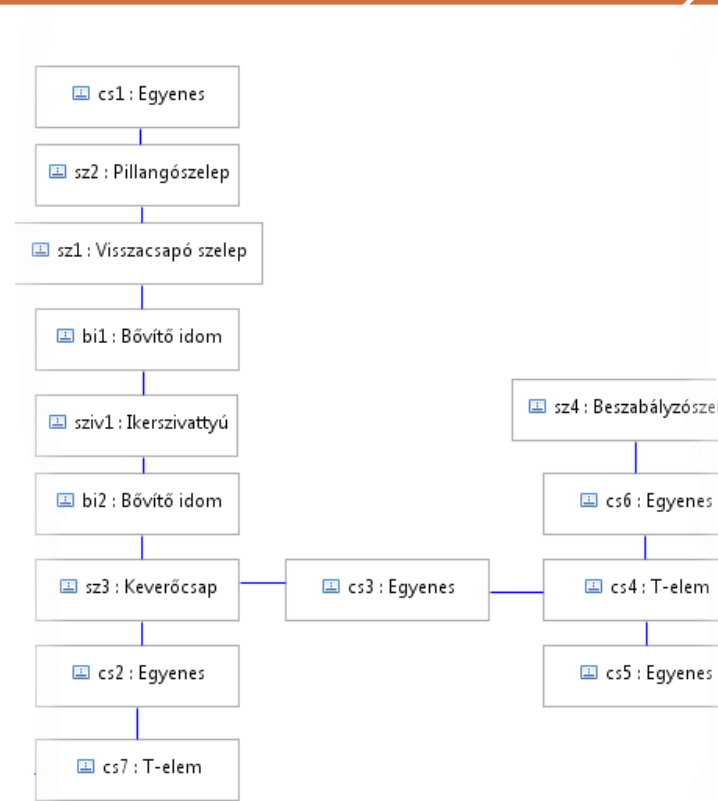 cs1 : Egyenes
sz2 : Pillangószelep
sz1 : Visszacsapó szelep
bi1 : Bővítő idom
sziv1 : Ikerszivattyú
bi2 : Bővítő idom
sz3 : Keverőcsap
cs2 : Egyenes
cs7 : T-elem
cs3 : Egyenes
sz4 : Beszabályzósze
cs6 : Egyenes
cs4 : T-elem
cs5 : Egyenes